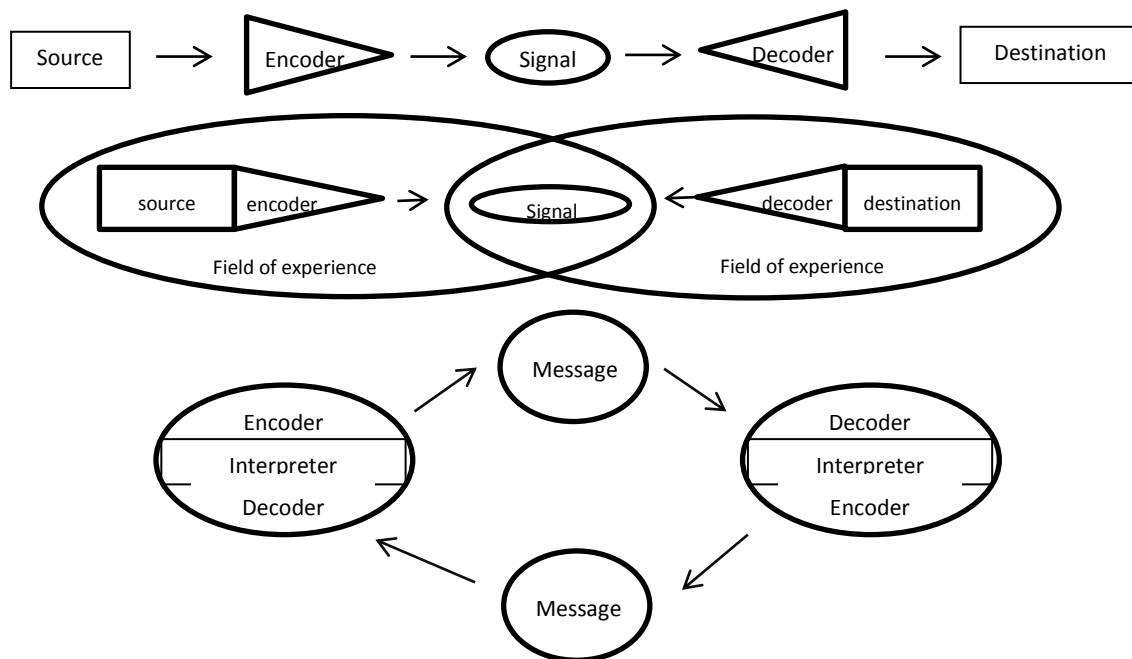 Source
Encoder
Signal
Decoder
Destination
source
encoder
Signal
decoder
destination
Field of experience
Field of experience
Message
Encoder
Interpreter
Decoder
Decoder
Interpreter
Encoder
Message